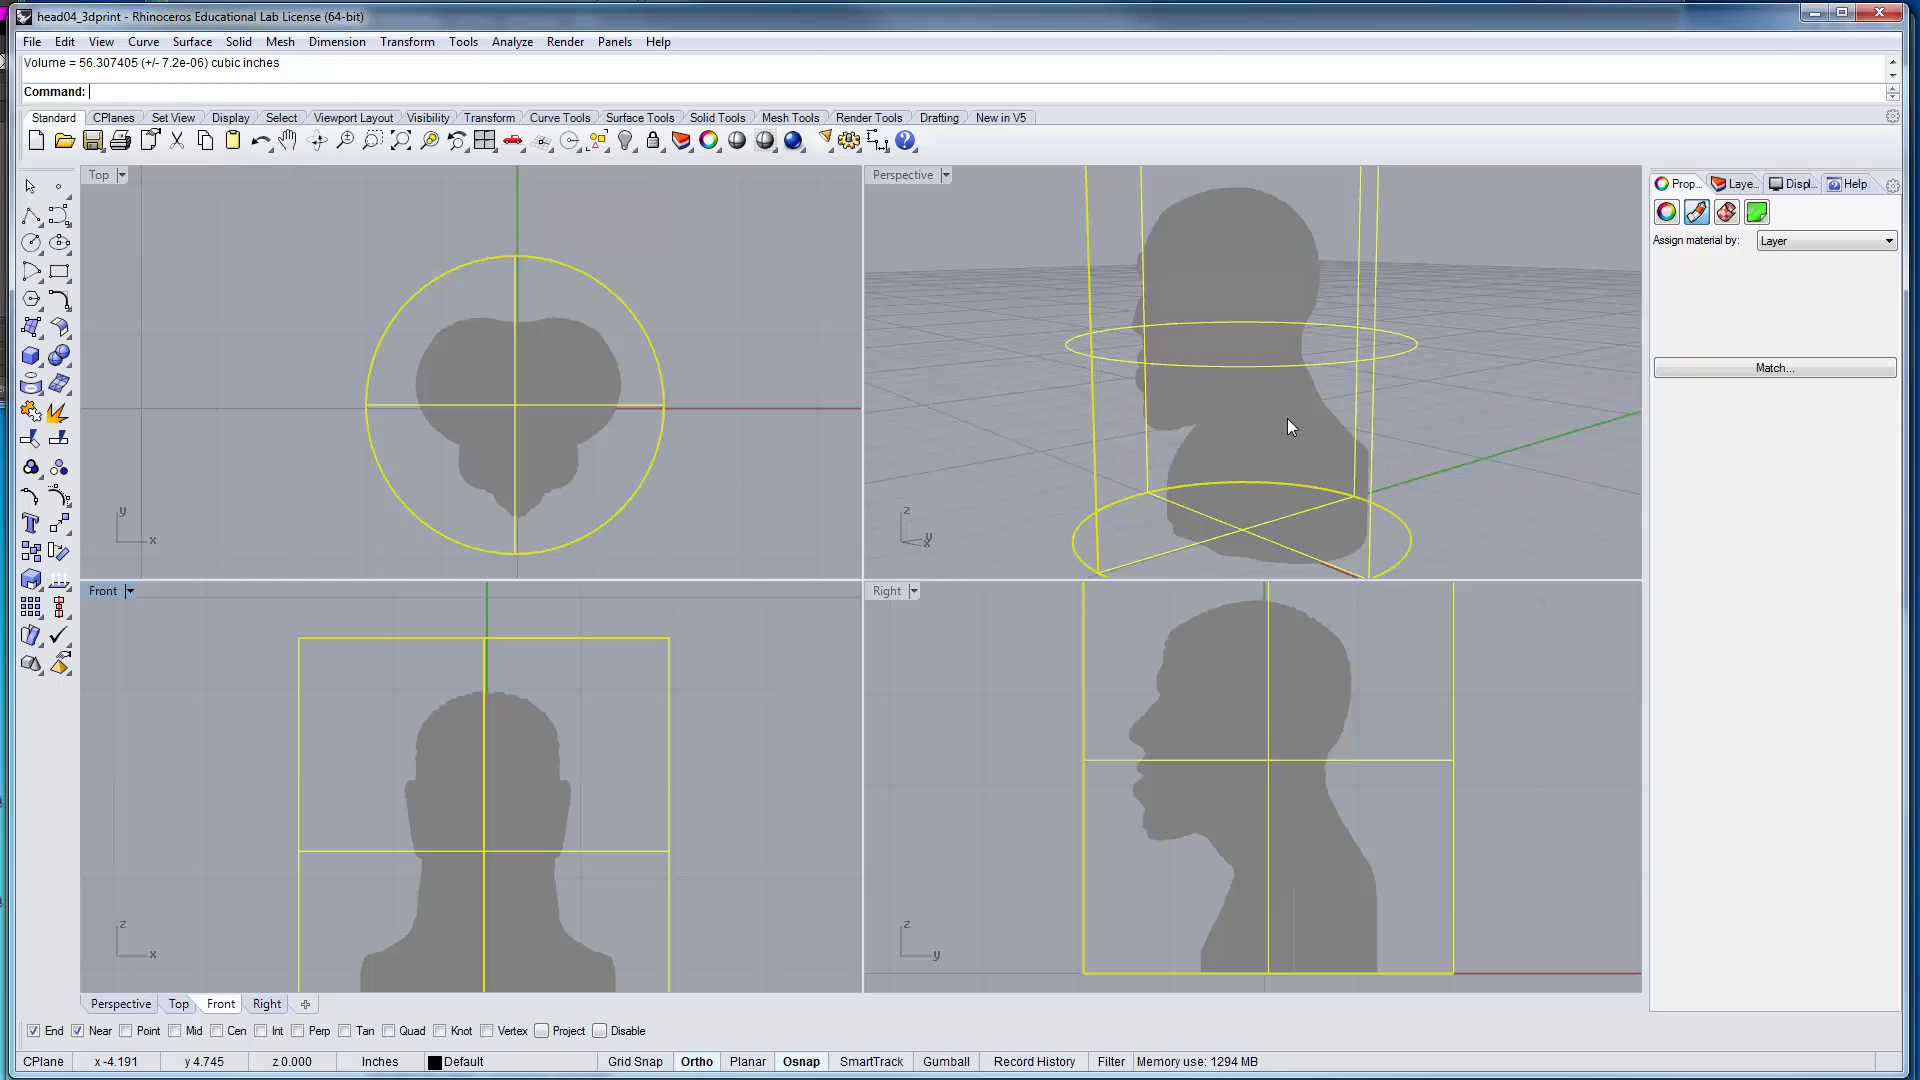 head04_3dprint - Rhinoceros Educational Lab License (64-bit)
File Edit View Curve Surface Solid Mesh Dimension Transform Tools Analyze Render Panels Help
Volume = 56.307405 (+/- 7.2e-06) cubic inches
Command:
Standard CPlanes Set View Display Select Viewport Layout Visibility Transform Curve Tools Surface Tools Solid Tools Mesh Tools Render Tools Drafting New in V5
Top Perspective
Prop... Laye... Displ... Help
Assign material by: Layer
Match...
y
x
z
y
x
Front Right
z
x
z
y
Perspective Top Front Right
End Near Point Mid Cen Int Perp Tan Quad Knot Vertex Project Disable
CPlane x -4.191 y 4.745 z 0.000 Inches Default Grid Snap Ortho Planar Osnap SmartTrack Gumball Record History Filter Memory use: 1294 MB